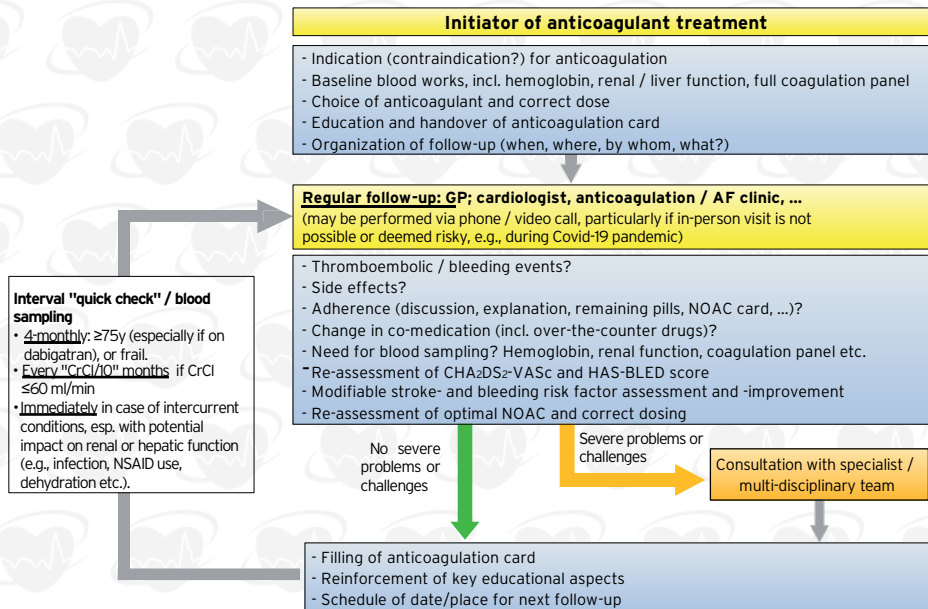 Initiator of anticoagulant treatment
- Indication (contraindication?) for anticoagulation
- Baseline blood works, incl. hemoglobin, renal / liver function, full coagulation panel
- Choice of anticoagulant and correct dose
- Education and handover of anticoagulation card
- Organization of follow-up (when, where, by whom, what?)
Regular follow-up: GP; cardiologist, anticoagulation / AF clinic, ...
(may be performed via phone / video call, particularly if in-person visit is not
possible or deemed risky, e.g., during Covid-19 pandemic)
- Thromboembolic / bleeding events?
- Side effects?
- Adherence (discussion, explanation, remaining pills, NOAC card, ...)?
- Change in co-medication (incl. over-the-counter drugs)?
- Need for blood sampling? Hemoglobin, renal function, coagulation panel etc.
- Re-assessment of CHA2DS2-VASc and HAS-BLED score
- Modifiable stroke- and bleeding risk factor assessment and -improvement
- Re-assessment of optimal NOAC and correct dosing
Interval "quick check" / blood
sampling
• 4-monthly: ≥75y (especially if on
dabigatran), or frail.
• Every "CrCl/10" months if CrCl
≤60 ml/min
• Immediately in case of intercurrent
conditions, esp. with potential
impact on renal or hepatic function
(e.g., infection, NSAID use,
dehydration etc.).
No severe
problems or
challenges
Severe problems or
challenges
Consultation with specialist /
multi-disciplinary team
- Filling of anticoagulation card
- Reinforcement of key educational aspects
- Schedule of date/place for next follow-up